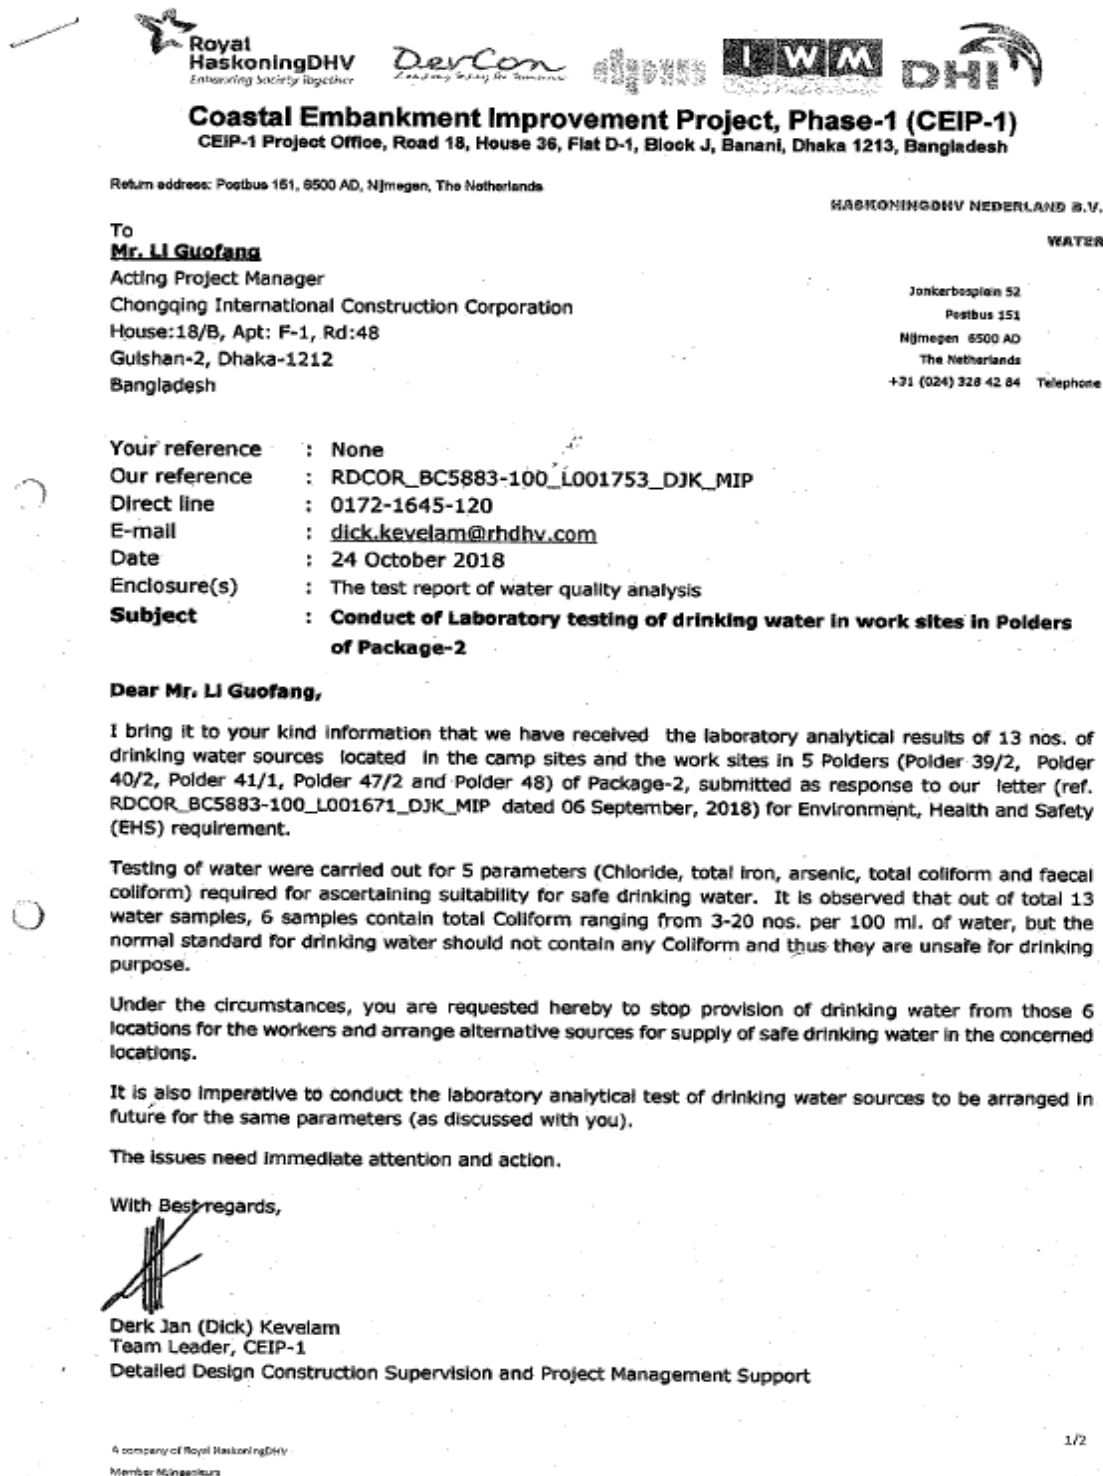 Royal
HaskoningDHV
Enhancing Society Together
DevCon
IWM
DHI
Coastal Embankment Improvement Project, Phase-1 (CEIP-1)
CEIP-1 Project Office, Road 18, House 36, Flat D-1, Block J, Banani, Dhaka 1213, Bangladesh
Return address: Postbus 151, 6500 AD, Nijmegen, The Netherlands
HASKONINGDHV NEDERLAND B.V.
WATER
To
Mr. Li Guofang
Acting Project Manager
Chongqing International Construction Corporation
House:18/B, Apt: F-1, Rd:48
Gulshan-2, Dhaka-1212
Bangladesh
Jonkerbosplein 52
Postbus 151
Nijmegen 6500 AD
The Netherlands
+31 (024) 328 42 84 Telephone
Your reference : None
Our reference : RDCOR_BC5883-100_L001753_DJK_MIP
Direct line : 0172-1645-120
E-mail : dick.kevelam@rhdhv.com
Date : 24 October 2018
Enclosure(s) : The test report of water quality analysis
Subject : Conduct of Laboratory testing of drinking water in work sites in Polders
of Package-2
Dear Mr. Li Guofang,
I bring it to your kind information that we have received the laboratory analytical results of 13 nos. of
drinking water sources located in the camp sites and the work sites in 5 Polders (Polder 39/2, Polder
40/2, Polder 41/1, Polder 47/2 and Polder 48) of Package-2, submitted as response to our letter (ref.
RDCOR_BC5883-100_L001671_DJK_MIP dated 06 September, 2018) for Environment, Health and Safety
(EHS) requirement.
Testing of water were carried out for 5 parameters (Chloride, total iron, arsenic, total coliform and faecal
coliform) required for ascertaining suitability for safe drinking water. It is observed that out of total 13
water samples, 6 samples contain total Coliform ranging from 3-20 nos. per 100 ml. of water, but the
normal standard for drinking water should not contain any Coliform and thus they are unsafe for drinking
purpose.
Under the circumstances, you are requested hereby to stop provision of drinking water from those 6
locations for the workers and arrange alternative sources for supply of safe drinking water in the concerned
locations.
It is also imperative to conduct the laboratory analytical test of drinking water sources to be arranged in
future for the same parameters (as discussed with you).
The issues need immediate attention and action.
With Best regards,
Derk Jan (Dick) Kevelam
Team Leader, CEIP-1
Detailed Design Construction Supervision and Project Management Support
A company of Royal HaskoningDHV
1/2